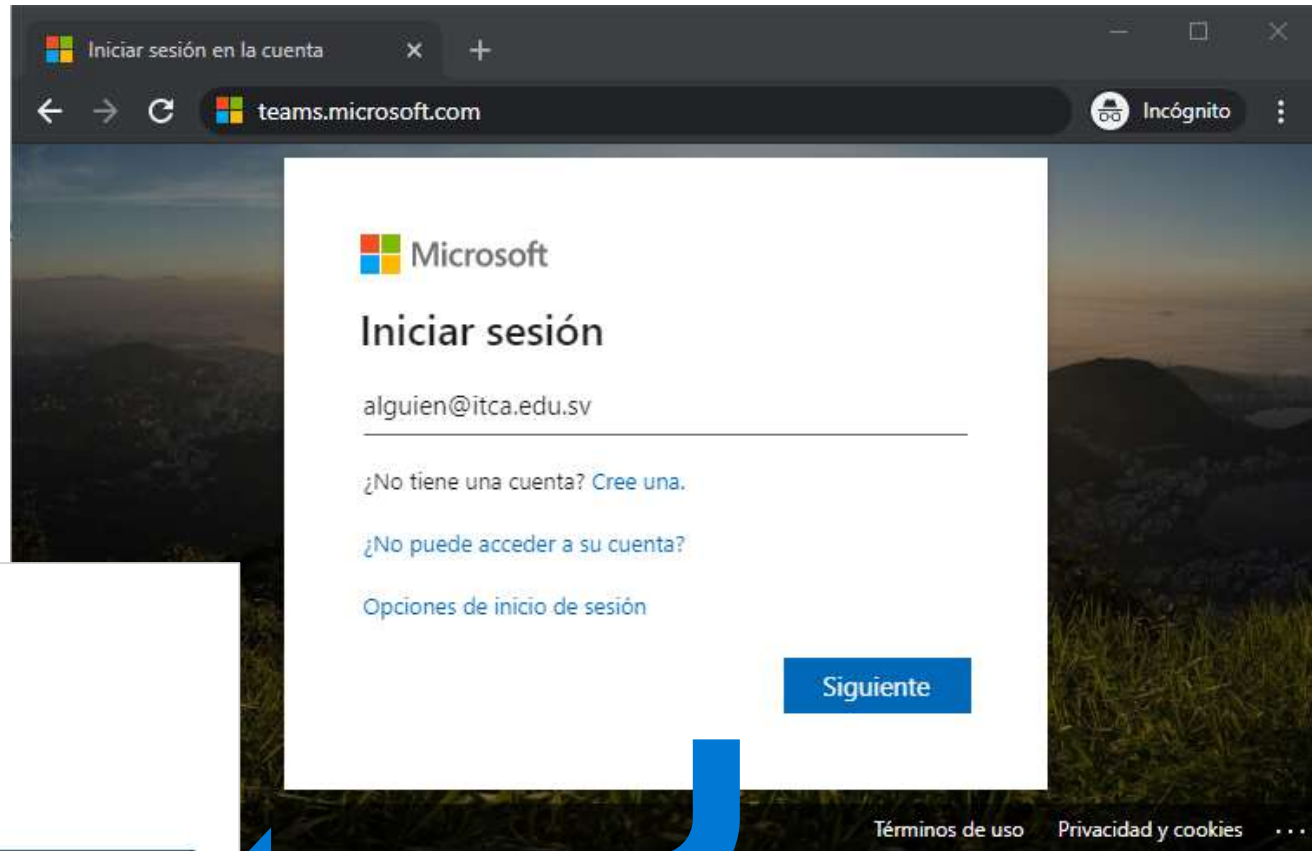 Iniciar sesión en la cuenta
teams.microsoft.com
Incógnito
Microsoft
Iniciar sesión
alguien@itca.edu.sv
¿No tiene una cuenta? Cree una.
¿No puede acceder a su cuenta?
Opciones de inicio de sesión
Siguiente
Términos de uso Privacidad y cookies ...